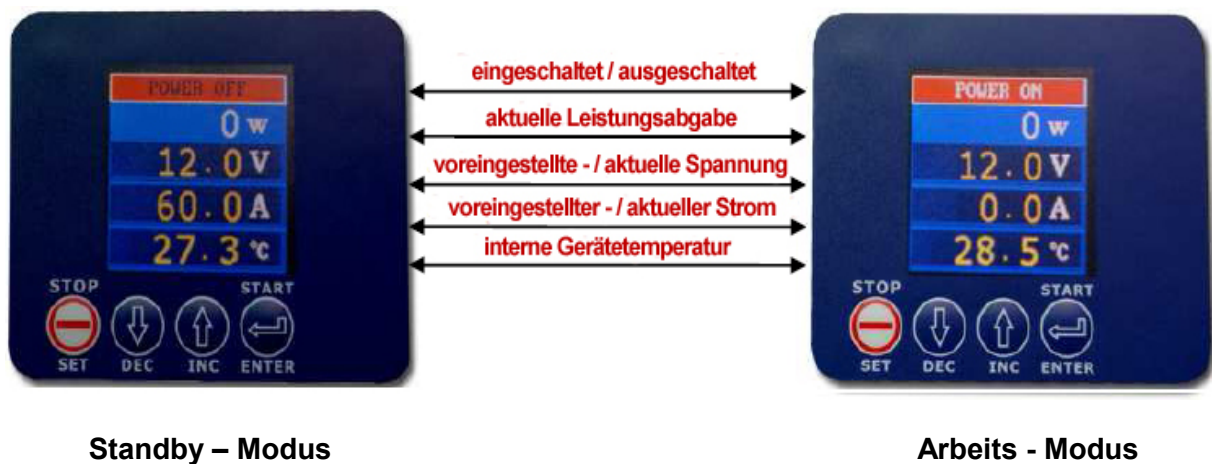 POWER OFF
0 W
12.0 V
60.0 A
27.3 °C
STOP START
SET DEC INC ENTER
eingeschaltet / ausgeschaltet
aktuelle Leistungsabgabe
voreingestellte - / aktuelle Spannung
voreingestellter - / aktueller Strom
interne Gerätetemperatur
POWER ON
0 W
12.0 V
0.0 A
28.5 °C
STOP START
SET DEC INC ENTER
Standby – Modus
Arbeits - Modus